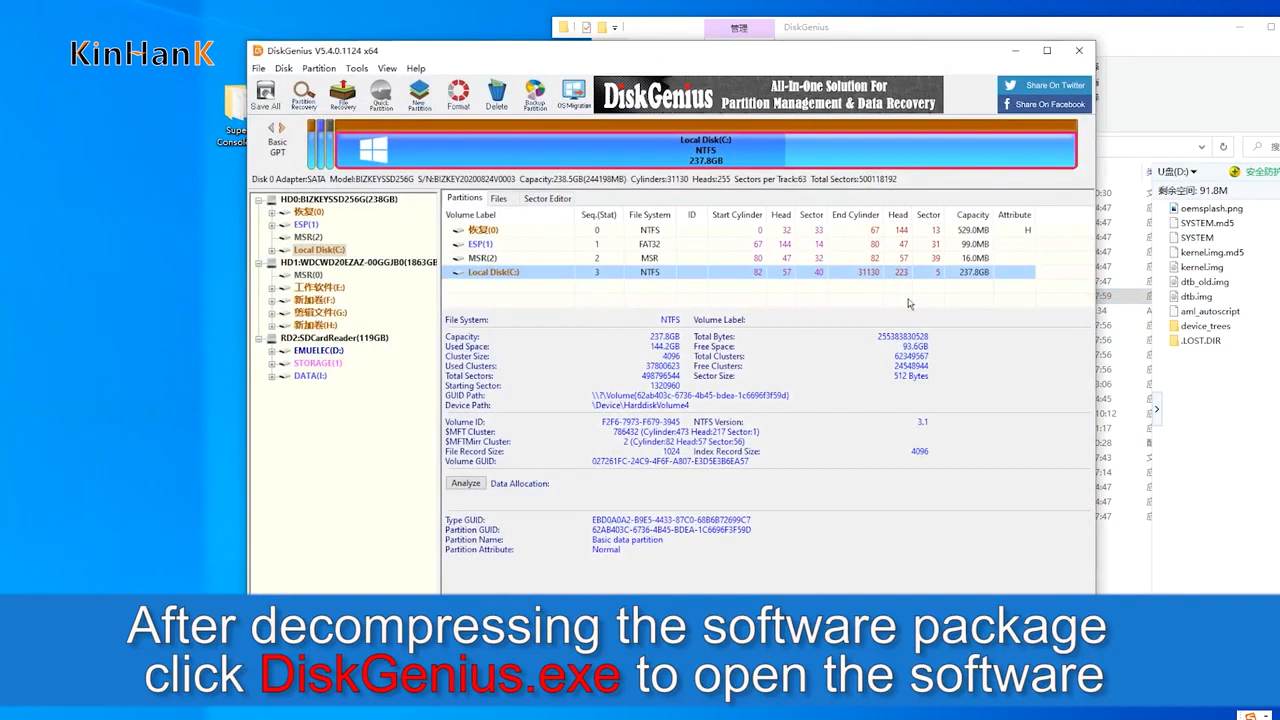 KinHanK
管理
DiskGenius
DiskGenius V5.4.0.1124 x64
File Disk Partition Tools View Help
Save All
Partition Recovery
File Recovery
Quick Partition
New Partition
Format
Delete
Backup Partition
OS Migration
DiskGenius
All-In-One Solution For
Partition Management & Data Recovery
Share On Twitter
Share On Facebook
Super Console
Basic
GPT
Local Disk(C:)
NTFS
237.8GB
Disk 0 Adapter:SATA Model:BIZKEYSSD256G S/N:BIZKEY20200824V0003 Capacity:238.5GB(244198MB) Cylinders:31130 Heads:255 Sectors per Track:63 Total Sectors:500118192
HD0:BIZKEYSSD256G(238GB)
恢复(0)
ESP(1)
MSR(2)
Local Disk(C:)
HD1:WDCWD20EZAZ-00GGJB0(1863GB
MSR(0)
工作软件(E:)
新加卷(F:)
剪辑文件(G:)
新加卷(H:)
RD2:SDCardReader(119GB)
EMUELEC(D:)
STORAGE(1)
DATA(I:)
Partitions Files Sector Editor
Volume Label Seq.(Stat) File System ID Start Cylinder Head Sector End Cylinder Head Sector Capacity Attribute
恢复(0) 0 NTFS 0 32 33 67 144 13 529.0MB H
ESP(1) 1 FAT32 67 144 14 80 47 31 99.0MB
MSR(2) 2 MSR 80 47 32 82 57 39 16.0MB
Local Disk(C:) 3 NTFS 82 57 40 31130 223 5 237.8GB
File System: NTFS Volume Label:
Capacity: 237.8GB Total Bytes: 255383830528
Used Space: 144.2GB Free Space: 93.6GB
Cluster Size: 4096 Total Clusters: 62349567
Used Clusters: 37800623 Free Clusters: 24548944
Total Sectors: 498796544 Sector Size: 512 Bytes
Starting Sector: 1320960
GUID Path: \\?\Volume{62ab403c-6736-4b45-bdea-1c6696f3f59d}
Device Path: \Device\HarddiskVolume4
Volume ID: F2F6-7973-F679-3945 NTFS Version: 3.1
$MFT Cluster: 786432 (Cylinder:473 Head:217 Sector:1)
$MFTMirr Cluster: 2 (Cylinder:82 Head:57 Sector:56)
File Record Size: 1024 Index Record Size: 4096
Volume GUID: 027261FC-24C9-4F6F-A807-E3D5E3B6EA57
Analyze Data Allocation:
Type GUID: EBD0A0A2-B9E5-4433-87C0-68B6B72699C7
Partition GUID: 62AB403C-6736-4B45-BDEA-1C6696F3F59D
Partition Name: Basic data partition
Partition Attribute: Normal
U盘(D:)
安全防护
剩余空间: 91.8M
oemsplash.png
SYSTEM.md5
SYSTEM
kernel.img.md5
kernel.img
dtb_old.img
dtb.img
aml_autoscript
device_trees
.LOST.DIR
After decompressing the software package
click DiskGenius.exe to open the software